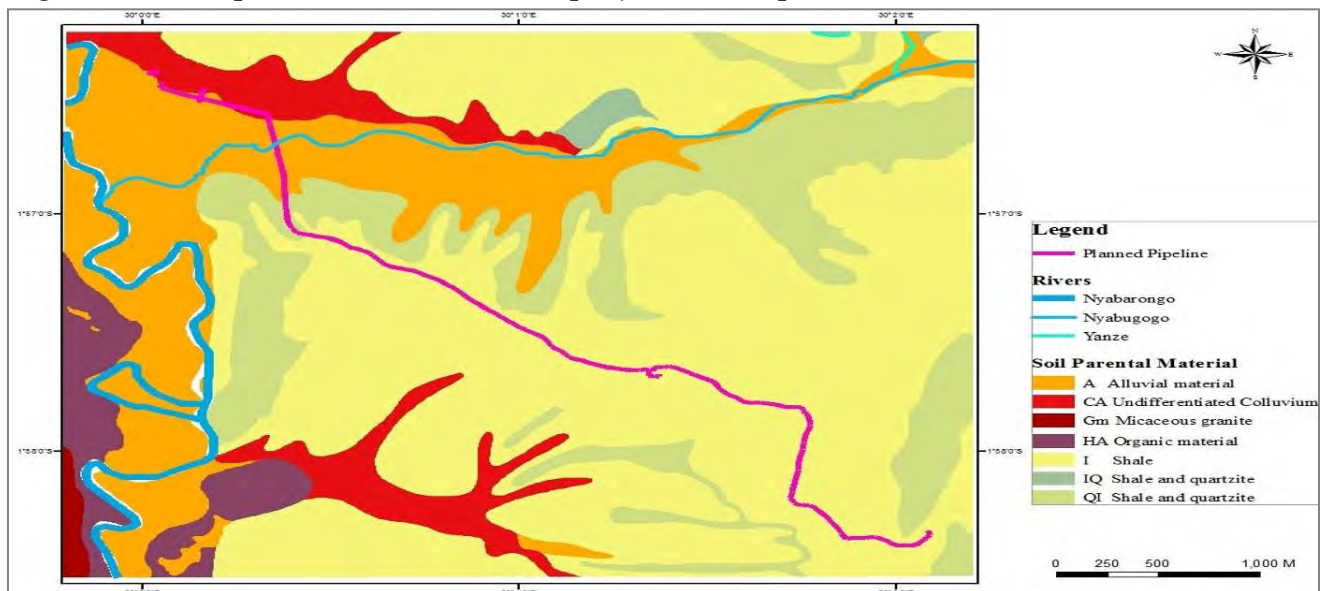 30°0'0"E 30°1'0"E 30°2'0"E
N
W E
S
1°57'0"S 1°57'0"S
Legend
Planned Pipeline
Rivers
Nyabarongo
Nyabugogo
Yanze
Soil Parental Material
A Alluvial material
CA Undifferentiated Colluvium
Gm Micaceous granite
HA Organic material
I Shale
IQ Shale and quartzite
QI Shale and quartzite
1°58'0"S 1°58'0"S
0 250 500 1,000 M